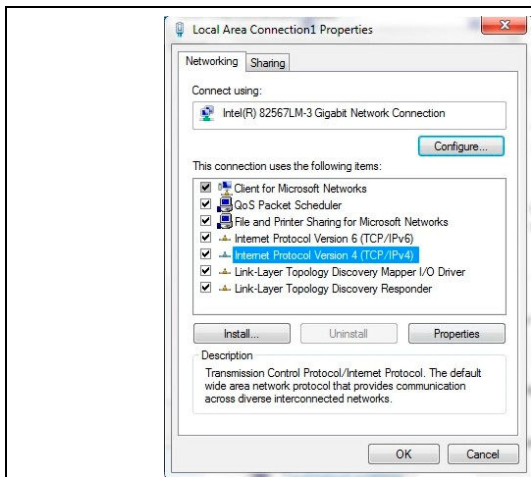 Local Area Connection1 Properties
Networking
Sharing
Connect using:
Intel(R) 82567LM-3 Gigabit Network Connection
Configure...
This connection uses the following items:
Client for Microsoft Networks
QoS Packet Scheduler
File and Printer Sharing for Microsoft Networks
Internet Protocol Version 6 (TCP/IPv6)
Internet Protocol Version 4 (TCP/IPv4)
Link-Layer Topology Discovery Mapper I/O Driver
Link-Layer Topology Discovery Responder
Install...
Uninstall
Properties
Description
Transmission Control Protocol/Internet Protocol. The default
wide area network protocol that provides communication
across diverse interconnected networks.
OK
Cancel